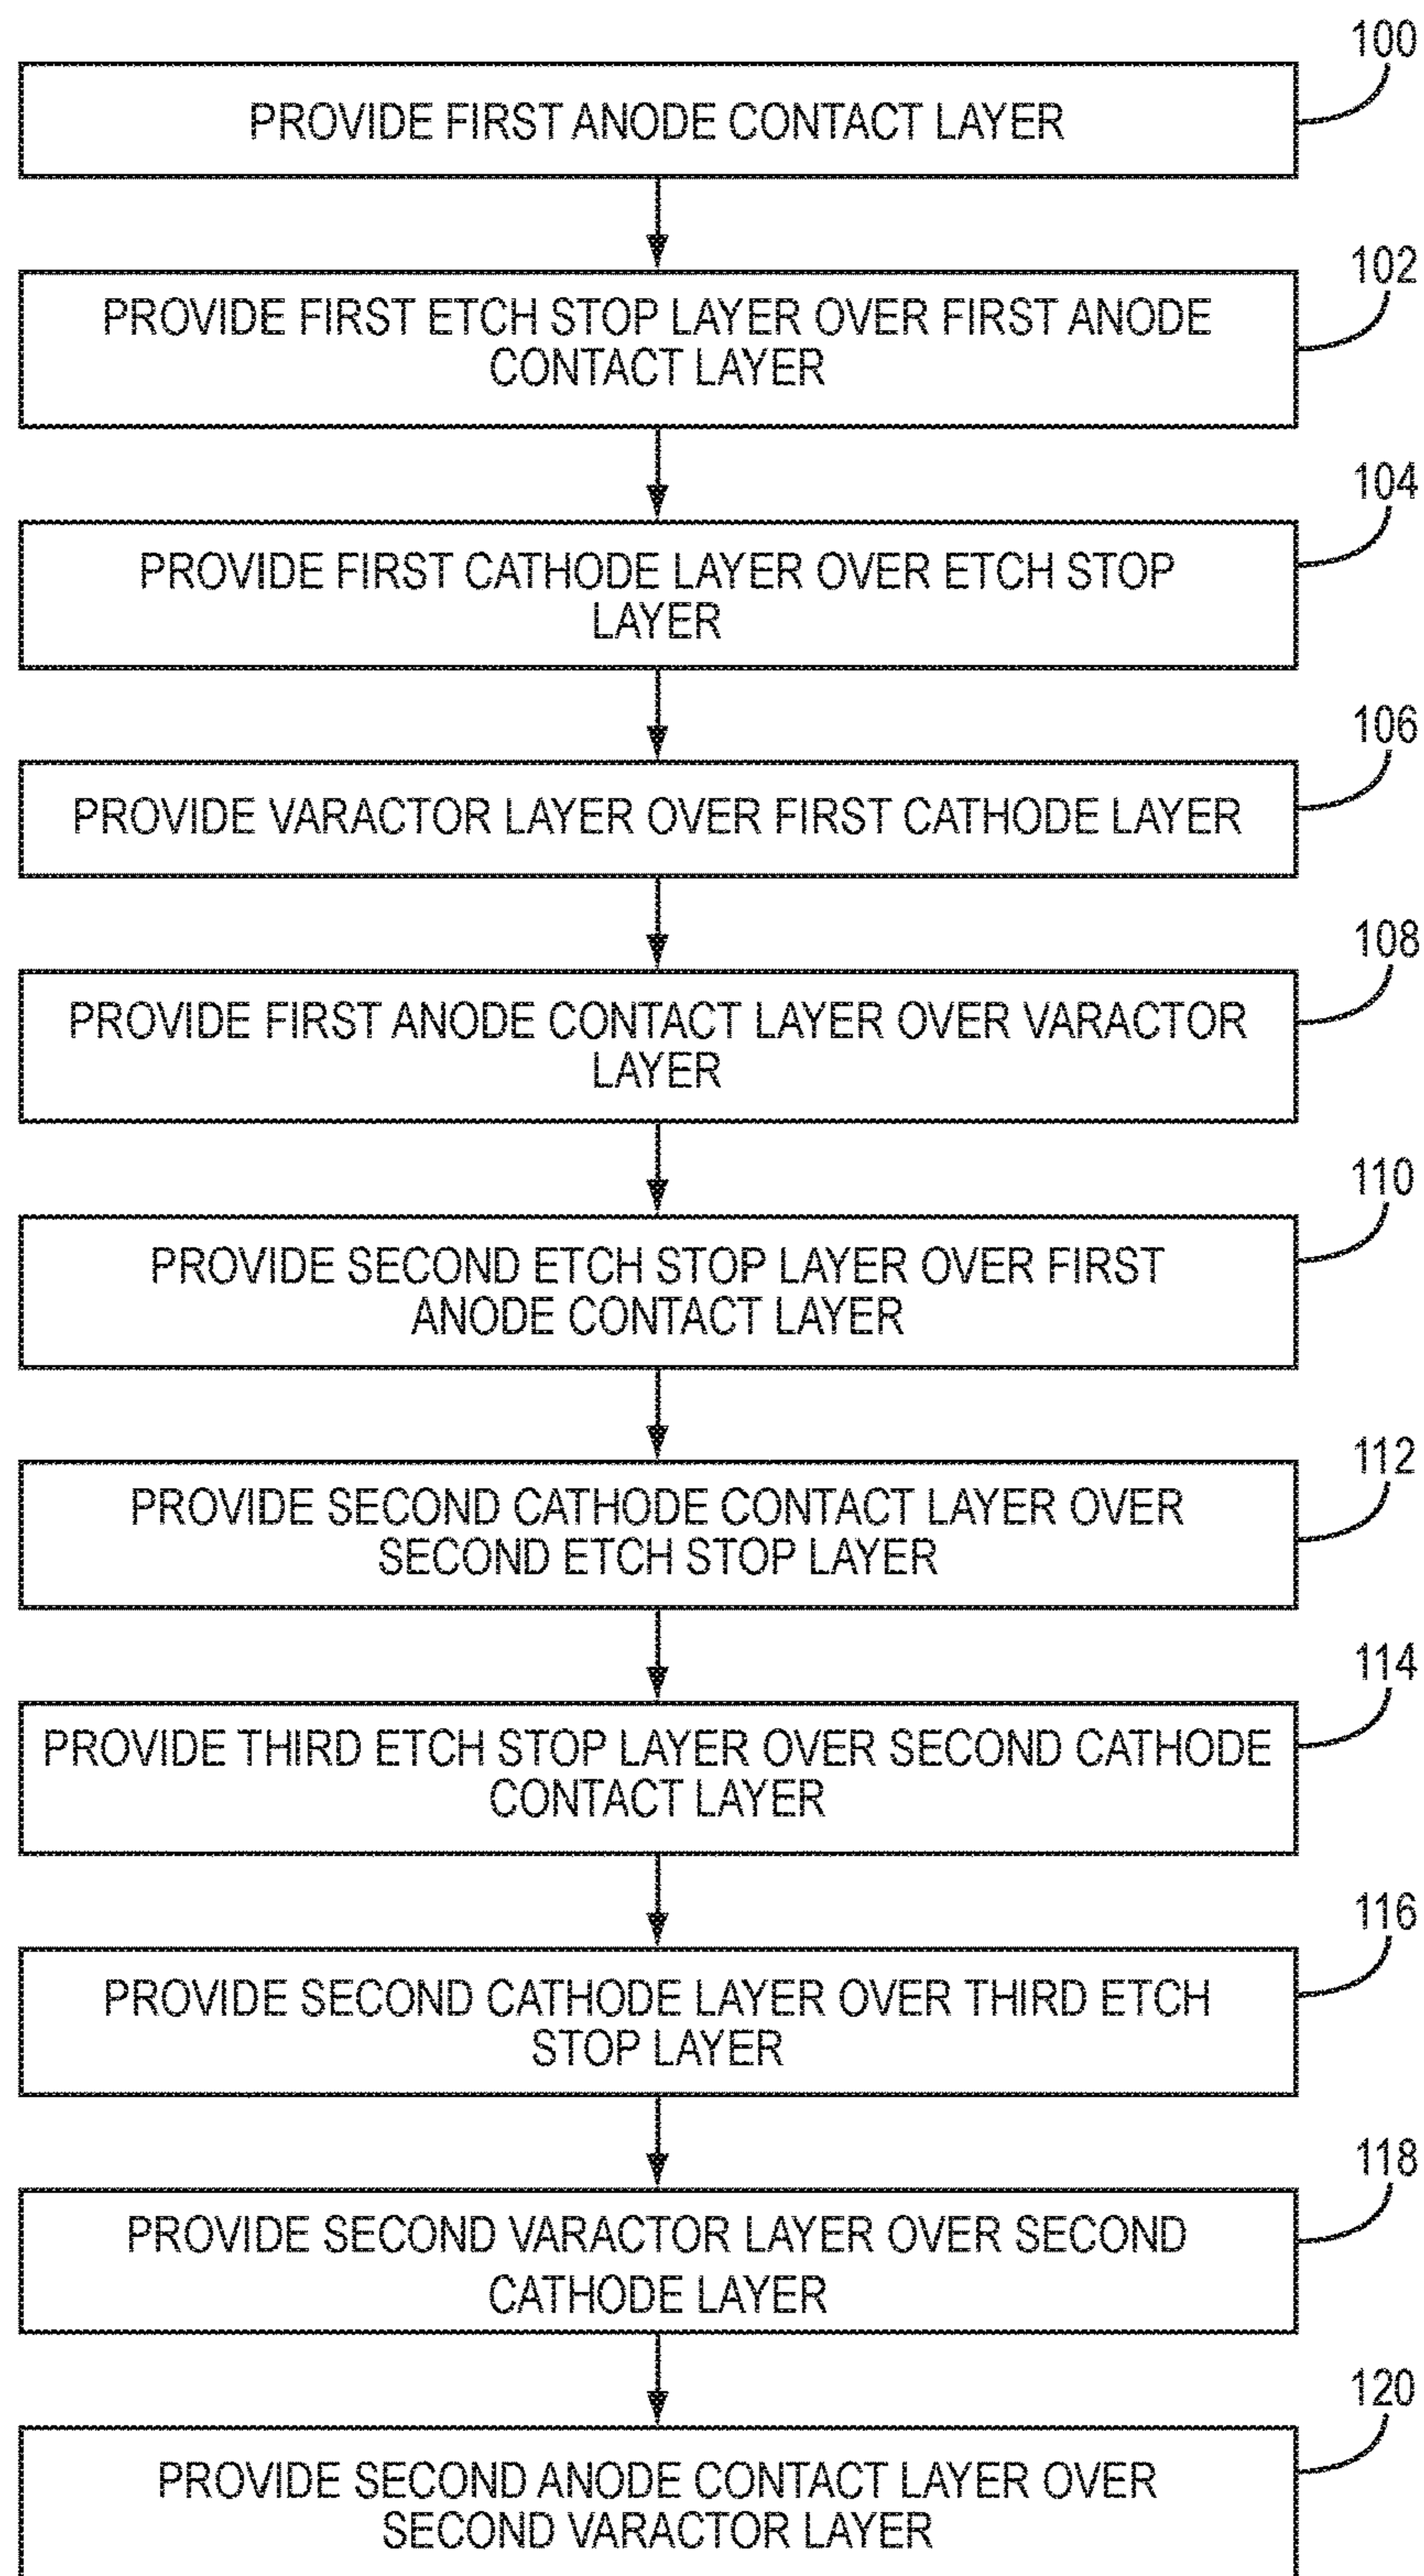 100
PROVIDE FIRST ANODE CONTACT LAYER
102
PROVIDE FIRST ETCH STOP LAYER OVER FIRST ANODE
CONTACT LAYER
104
PROVIDE FIRST CATHODE LAYER OVER ETCH STOP
LAYER
106
PROVIDE VARACTOR LAYER OVER FIRST CATHODE LAYER
108
PROVIDE FIRST ANODE CONTACT LAYER OVER VARACTOR
LAYER
110
PROVIDE SECOND ETCH STOP LAYER OVER FIRST
ANODE CONTACT LAYER
112
PROVIDE SECOND CATHODE CONTACT LAYER OVER
SECOND ETCH STOP LAYER
114
PROVIDE THIRD ETCH STOP LAYER OVER SECOND CATHODE
CONTACT LAYER
116
PROVIDE SECOND CATHODE LAYER OVER THIRD ETCH
STOP LAYER
118
PROVIDE SECOND VARACTOR LAYER OVER SECOND
CATHODE LAYER
120
PROVIDE SECOND ANODE CONTACT LAYER OVER
SECOND VARACTOR LAYER